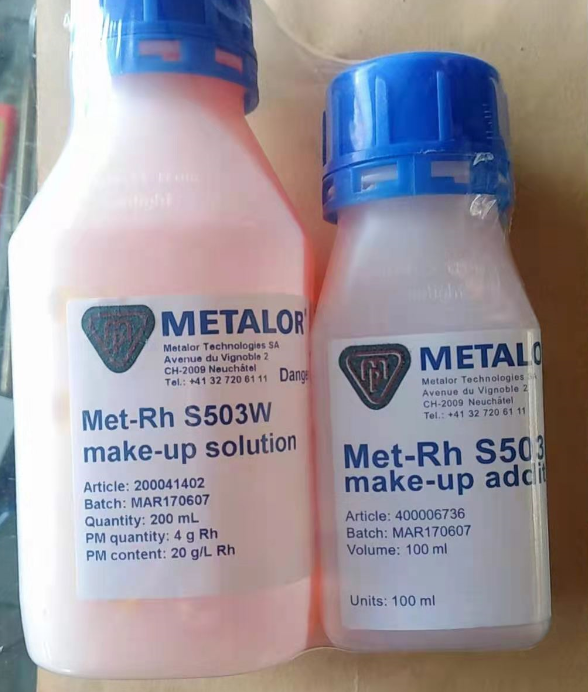 METALOR
Metalor Technologies SA
Avenue du Vignoble 2
CH-2009 Neuchâtel
Tel.: +41 32 720 61 11
Dange
Met-Rh S503W
make-up solution
Article: 200041402
Batch: MAR170607
Quantity: 200 mL
PM quantity: 4 g Rh
PM content: 20 g/L Rh
METALO
Metalor Technologies SA
Avenue du Vignoble 2
CH-2009 Neuchâtel
Tel.: +41 32 720 61 11
Met-Rh S503
make-up addit
Article: 400006736
Batch: MAR170607
Volume: 100 ml
Units: 100 ml